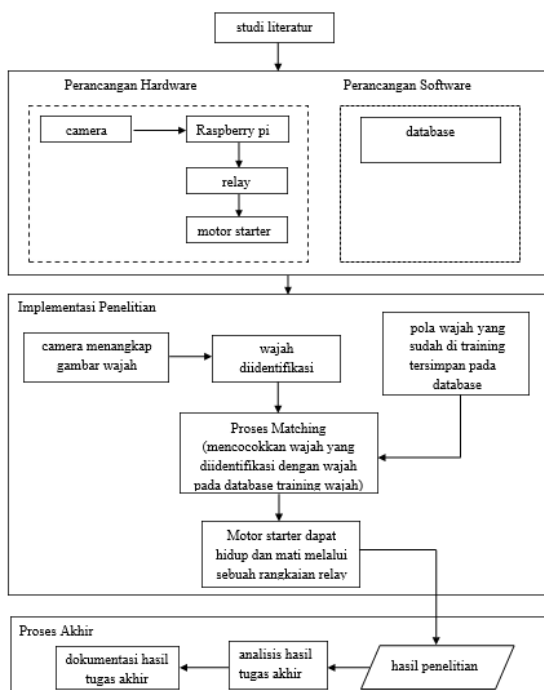 studi literatur
Perancangan Hardware
Perancangan Software
camera
Raspberry pi
database
relay
motor starter
Implementasi Penelitian
camera menangkap
gambar wajah
wajah
diidentifikasi
pola wajah yang
sudah di training
tersimpan pada
database
Proses Matching
(mencocokkan wajah yang
diidentifikasi dengan wajah
pada database training wajah)
Motor starter dapat
hidup dan mati melalui
sebuah rangkaian relay
Proses Akhir
dokumentasi hasil
tugas akhir
analisis hasil
tugas akhir
hasil penelitian